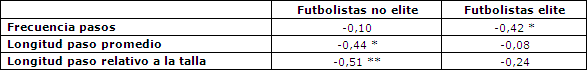 Futbolistas no elite Futbolistas elite
Frecuencia pasos -0,10 -0,42 *
Longitud paso promedio -0,44 * -0,08
Longitud paso relativo a la talla -0,51 ** -0,24